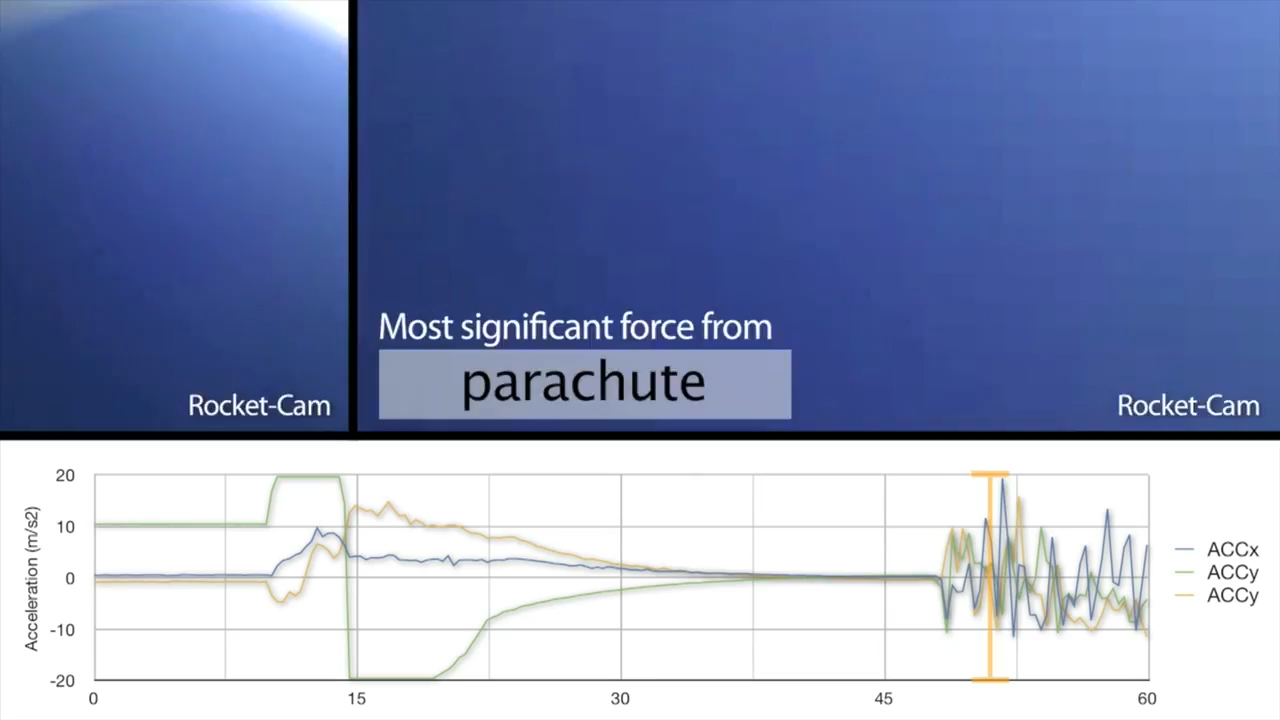 Rocket-Cam
Most significant force from
parachute
Rocket-Cam
Acceleration (m/s2)
20
10
0
-10
-20
0
15
30
45
60
ACCx
ACCy
ACCy